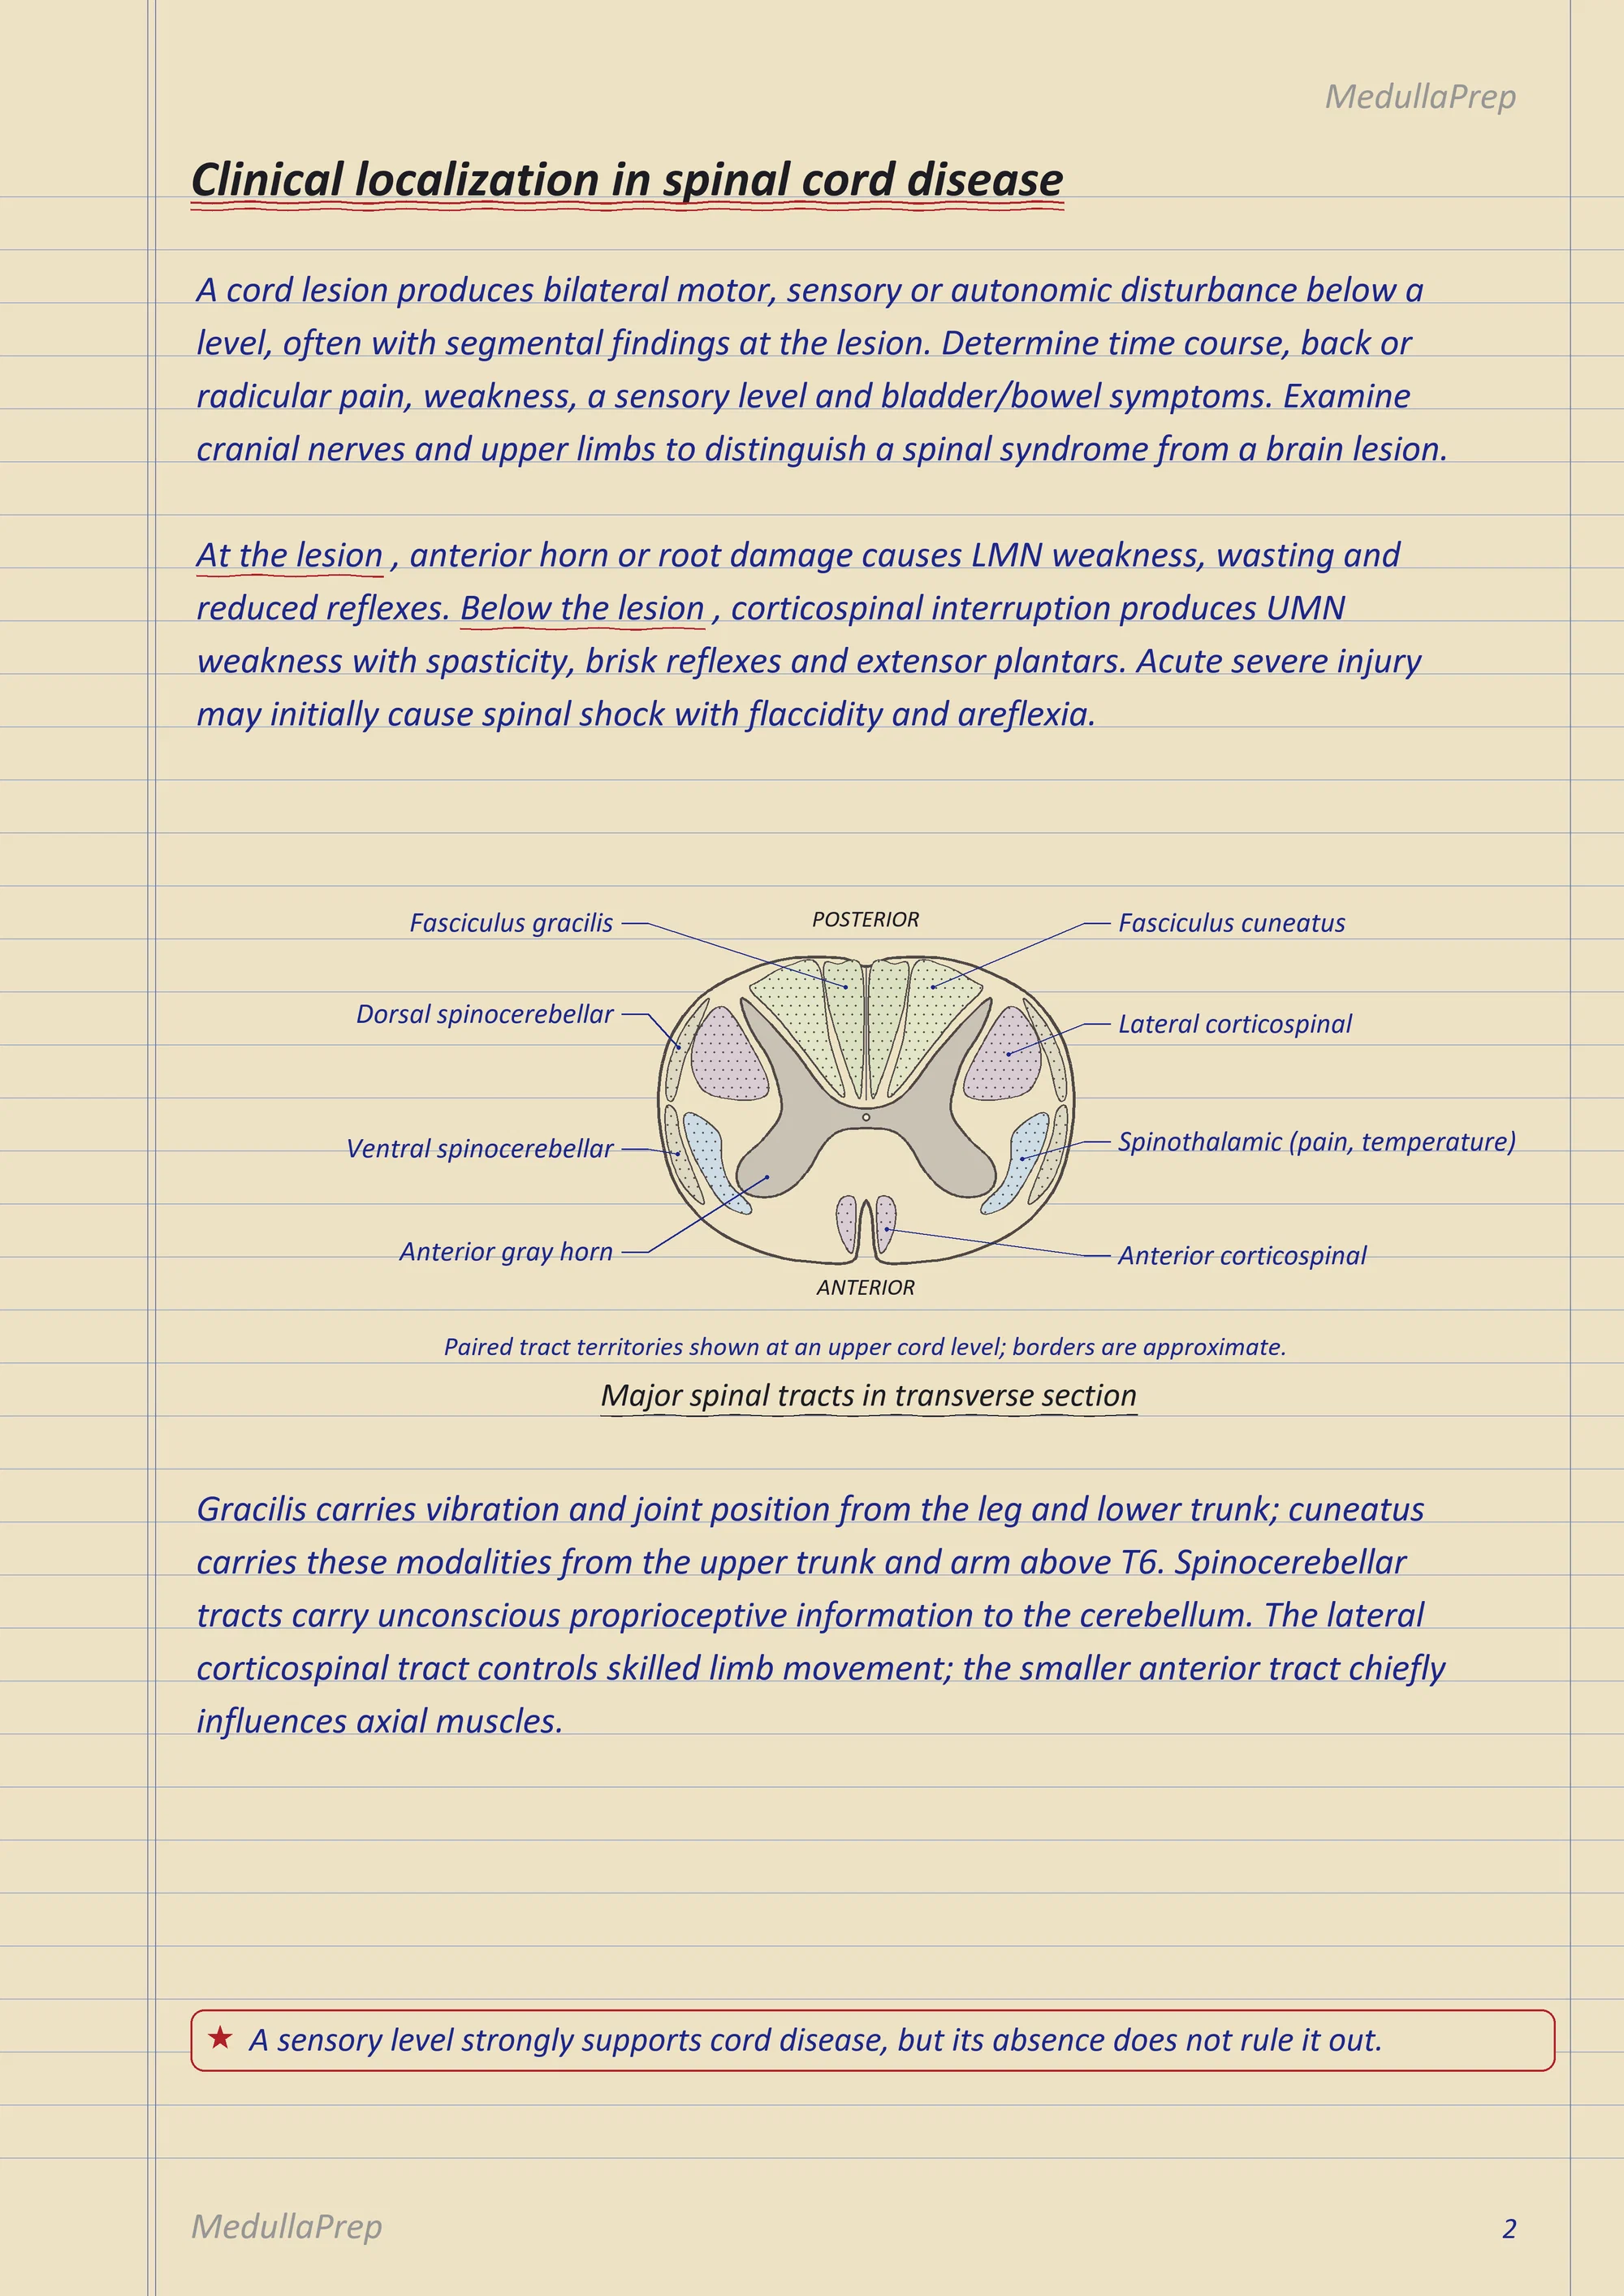 MedullaPrep
Clinical localization in spinal cord disease
A cord lesion produces bilateral motor, sensory or autonomic disturbance below a
level, often with segmental findings at the lesion. Determine time course, back or
radicular pain, weakness, a sensory level and bladder/bowel symptoms. Examine
cranial nerves and upper limbs to distinguish a spinal syndrome from a brain lesion.
At the lesion , anterior horn or root damage causes LMN weakness, wasting and
reduced reflexes. Below the lesion , corticospinal interruption produces UMN
weakness with spasticity, brisk reflexes and extensor plantars. Acute severe injury
may initially cause spinal shock with flaccidity and areflexia.
POSTERIOR
Fasciculus gracilis
Fasciculus cuneatus
Dorsal spinocerebellar
Lateral corticospinal
Ventral spinocerebellar
Spinothalamic (pain, temperature)
Anterior gray horn
Anterior corticospinal
ANTERIOR
Paired tract territories shown at an upper cord level; borders are approximate.
Major spinal tracts in transverse section
Gracilis carries vibration and joint position from the leg and lower trunk; cuneatus
carries these modalities from the upper trunk and arm above T6. Spinocerebellar
tracts carry unconscious proprioceptive information to the cerebellum. The lateral
corticospinal tract controls skilled limb movement; the smaller anterior tract chiefly
influences axial muscles.
★ A sensory level strongly supports cord disease, but its absence does not rule it out.
MedullaPrep
2